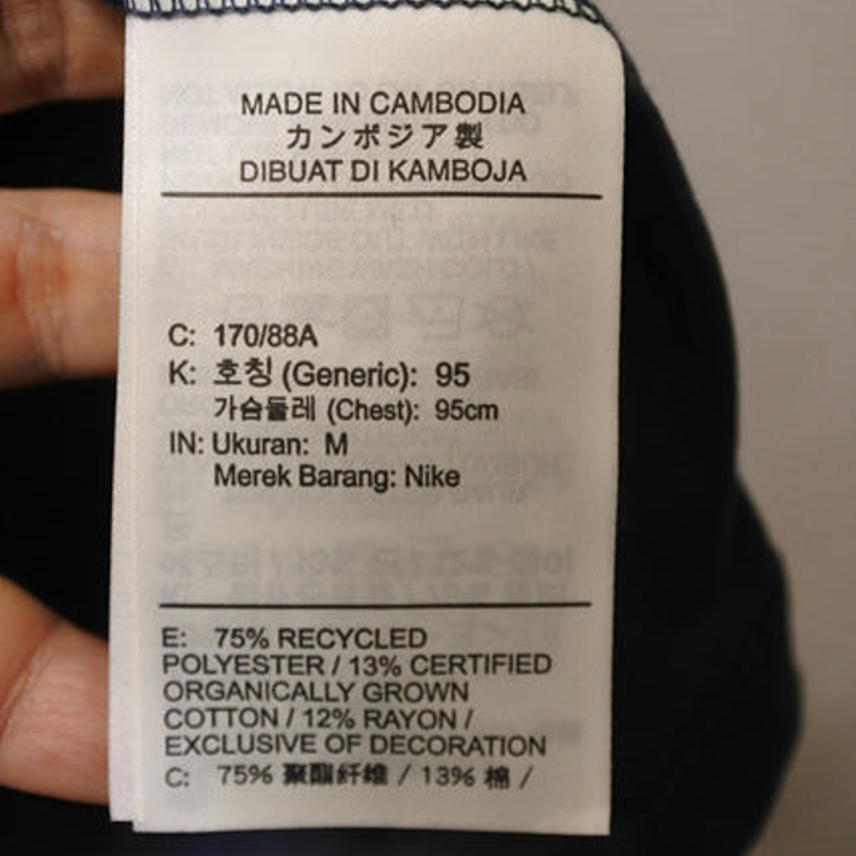 MADE IN CAMBODIA
カンボジア製
DIBUAT DI KAMBOJA
C: 170/88A
K: 호칭 (Generic): 95
가슴둘레 (Chest): 95cm
IN: Ukuran: M
Merek Barang: Nike
E: 75% RECYCLED
POLYESTER / 13% CERTIFIED
ORGANICALLY GROWN
COTTON / 12% RAYON /
EXCLUSIVE OF DECORATION
C: 75% 聚酯纤维 / 13% 棉 /